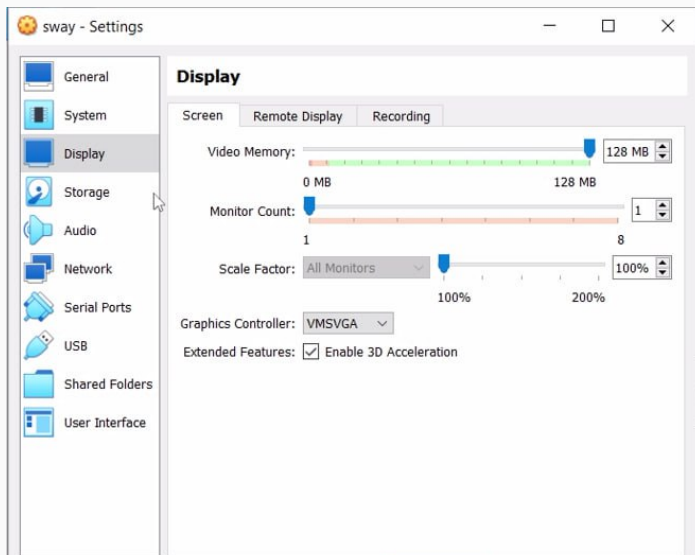 sway - Settings
General
System
Display
Storage
Audio
Network
Serial Ports
USB
Shared Folders
User Interface
Display
Screen Remote Display Recording
Video Memory: 128 MB
0 MB 128 MB
Monitor Count: 1
1 8
Scale Factor: All Monitors 100%
100% 200%
Graphics Controller: VMSVGA
Extended Features: Enable 3D Acceleration